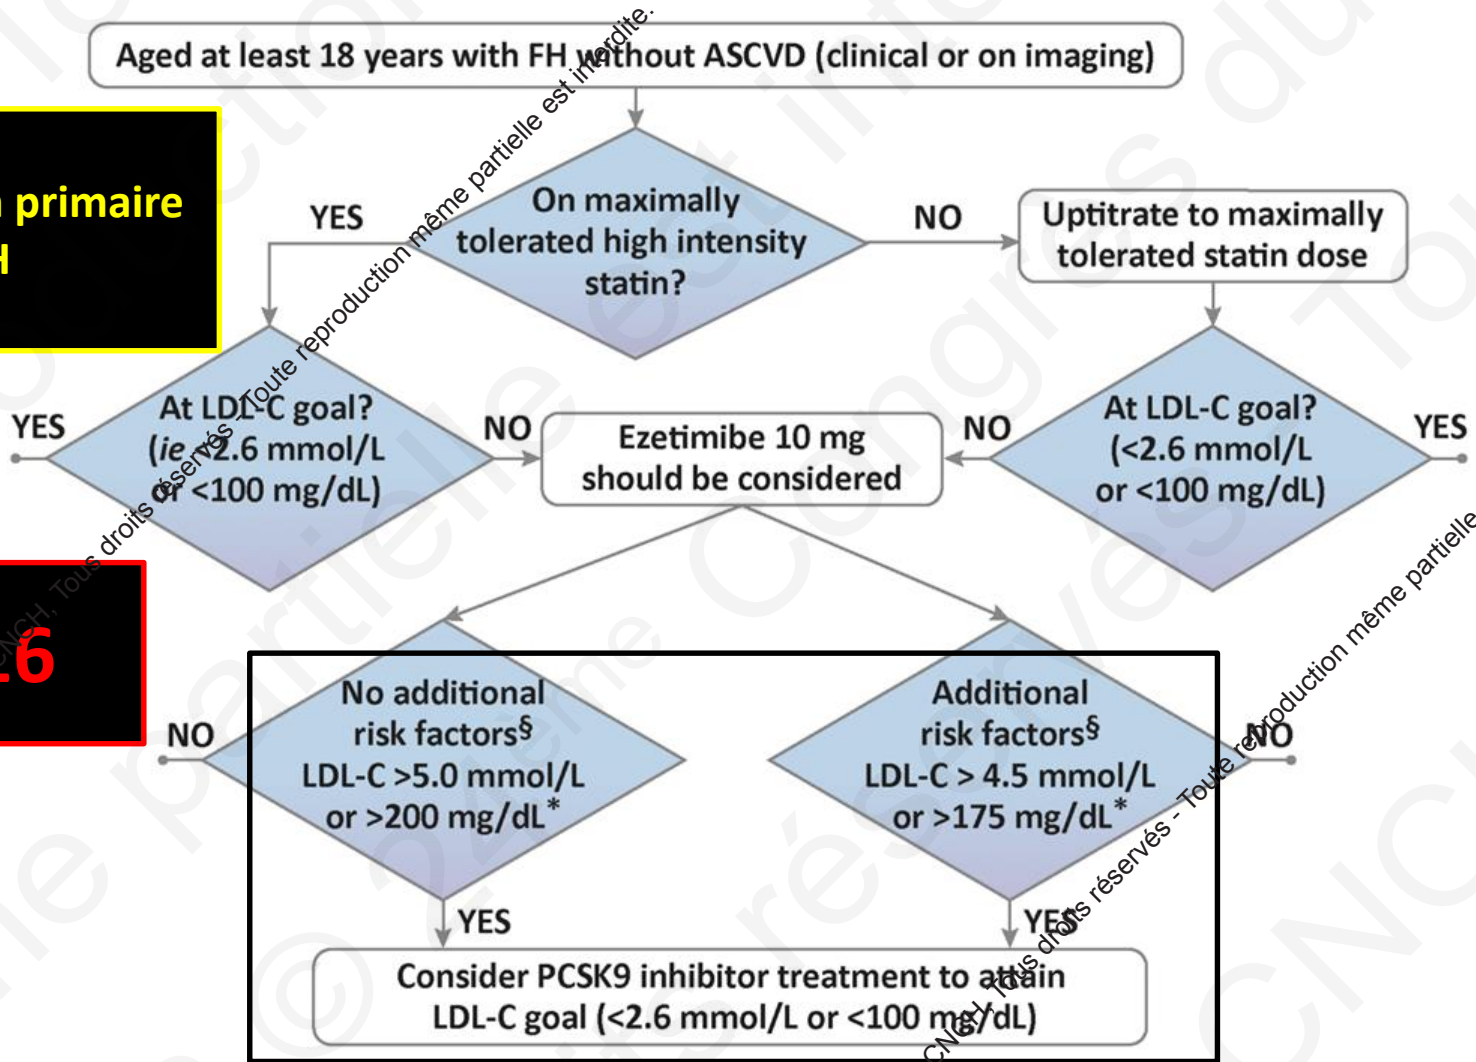 Aged at least 18 years with FH without ASCVD (clinical or on imaging)
primaire
H
On maximally
tolerated high intensity
statin?
YES
NO
Uptitrate to maximally
tolerated statin dose
At LDL-C goal?
(ie <2.6 mmol/L
or <100 mg/dL)
YES
NO
Ezetimibe 10 mg
should be considered
NO
At LDL-C goal?
(<2.6 mmol/L
or <100 mg/dL)
YES
6
No additional
risk factors§
LDL-C >5.0 mmol/L
or >200 mg/dL*
NO
YES
Additional
risk factors§
LDL-C > 4.5 mmol/L
or >175 mg/dL*
NO
YES
Consider PCSK9 inhibitor treatment to attain
LDL-C goal (<2.6 mmol/L or <100 mg/dL)
CNGH, Tous droits réservés - Toute reproduction même partielle est interdite.
CNGH, Tous droits réservés - Toute reproduction même partielle